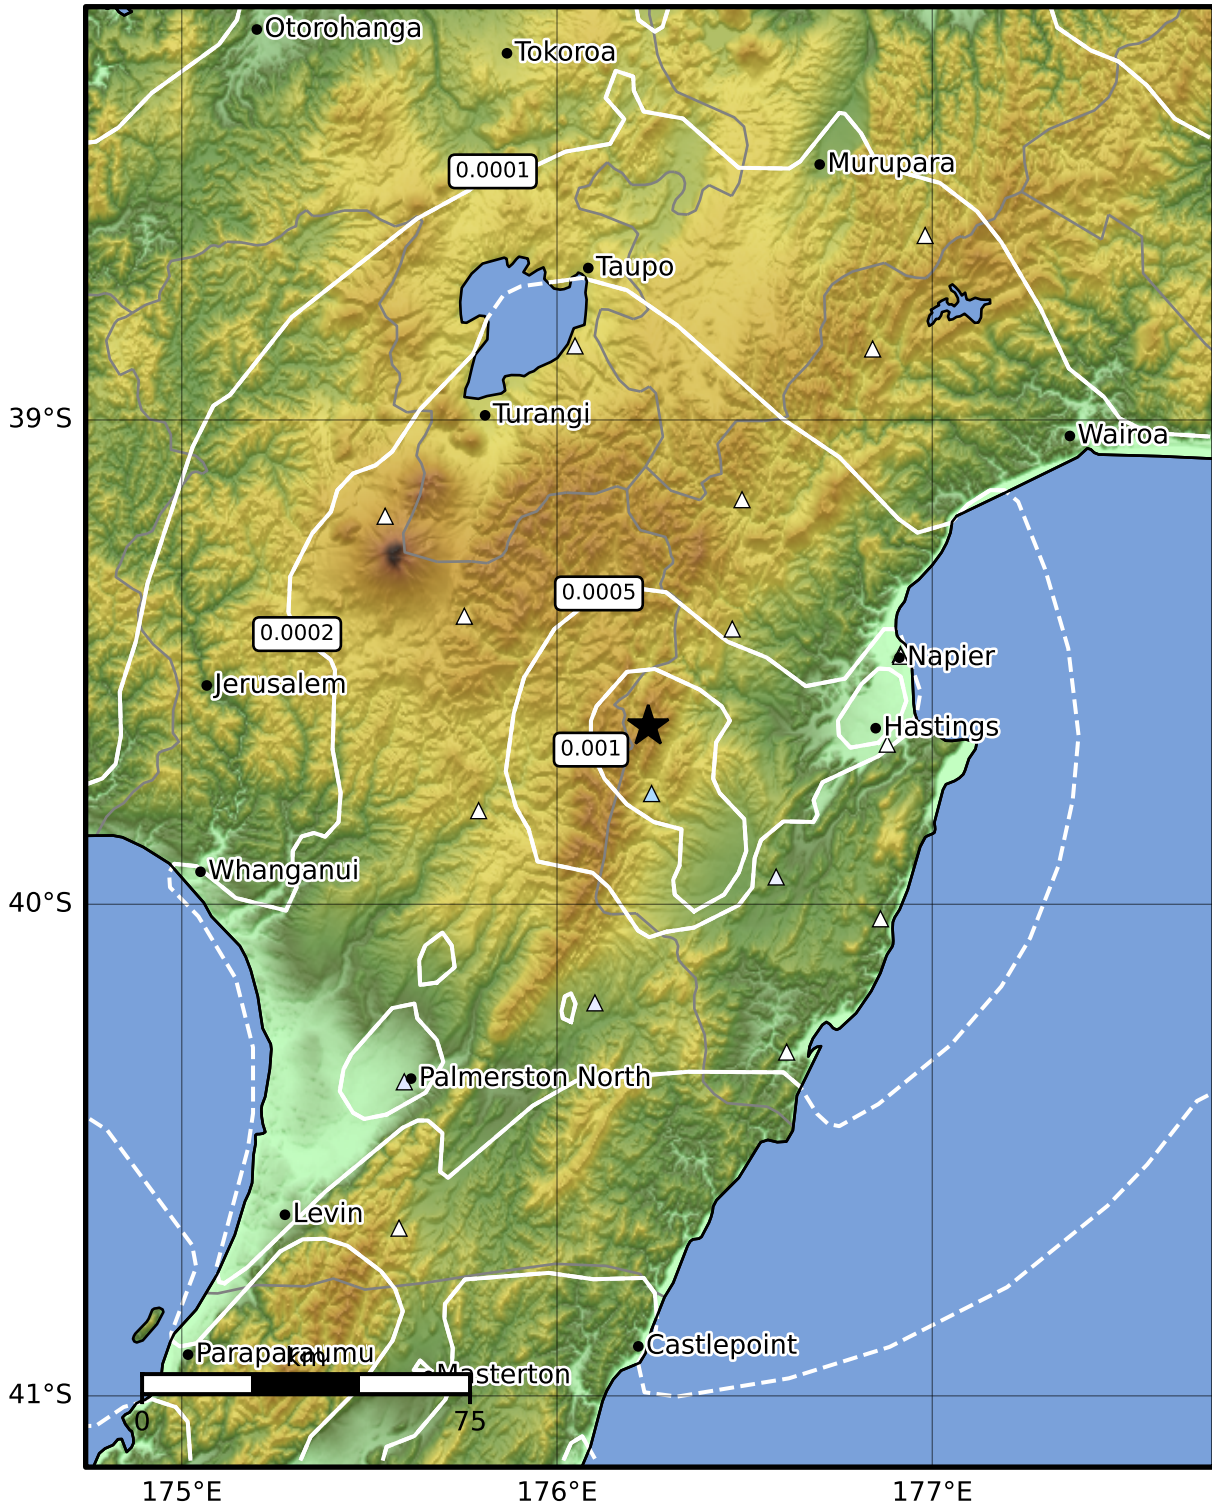 Otorohanga
Tokoroa
0.0001
Murupara
Taupo
Turangi
39°S
Wairoa
0.0005
0.0002
Napier
Jerusalem
Hastings
0.001
Whanganui
40°S
Palmerston North
Levin
Castlepoint
Paraparaumu
km
Masterton
41°S
0
75
175°E
176°E
177°E